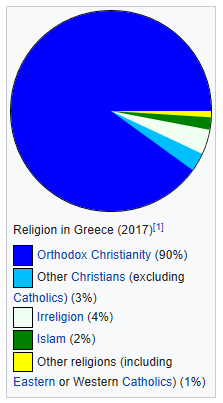 Religion in Greece (2017)[1]
Orthodox Christianity (90%)
Other Christians (excluding
Catholics) (3%)
Irreligion (4%)
Islam (2%)
Other religions (including
Eastern or Western Catholics) (1%)